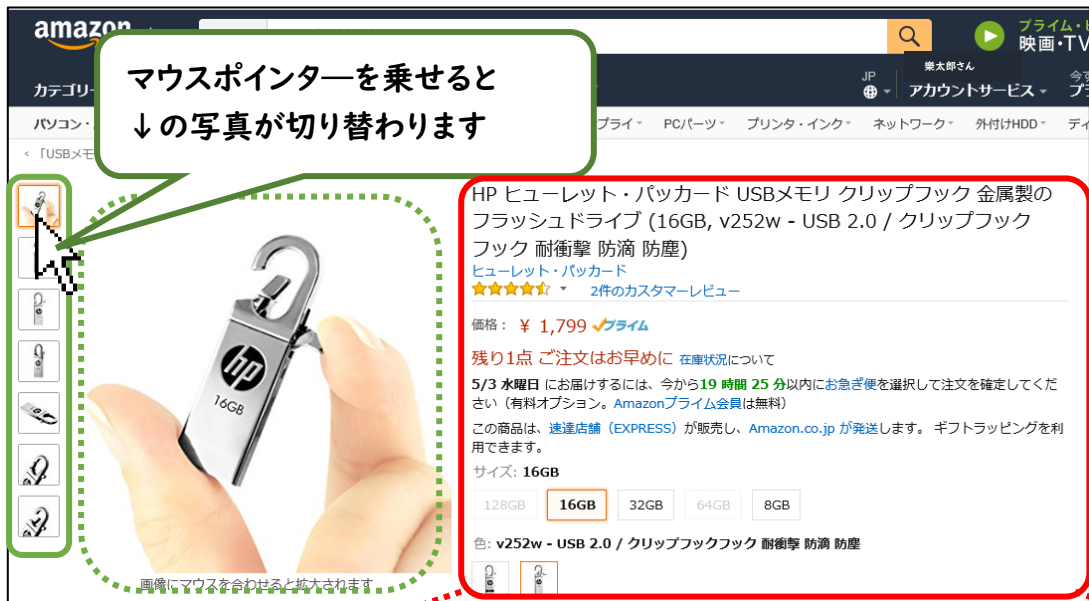 amazon
プライム・ビ
映画・TV
樂太郎さん
マウスポインタ―を乗せると
↓の写真が切り替わります
カテゴリー
JP
アカウントサービス
今す
プラ
パソコン・
プライ
PCパーツ
プリンタ・インク
ネットワーク
外付けHDD
ディ
‹ 「USBメモ
HP ヒューレット・パッカード USBメモリ クリップフック 金属製の
フラッシュドライブ (16GB, v252w - USB 2.0 / クリップフック
フック 耐衝撃 防滴 防塵)
ヒューレット・パッカード
2件のカスタマーレビュー
価格： ￥ 1,799 プライム
残り1点 ご注文はお早めに 在庫状況について
5/3 水曜日 にお届けするには、今から19 時間 25 分以内にお急ぎ便を選択して注文を確定してくだ
さい（有料オプション。Amazonプライム会員は無料）
この商品は、速達店舗（EXPRESS）が販売し、Amazon.co.jp が発送します。 ギフトラッピングを利
用できます。
サイズ: 16GB
128GB 16GB 32GB 64GB 8GB
色: v252w - USB 2.0 / クリップフックフック 耐衝撃 防滴 防塵
hp
16GB
画像にマウスを合わせると拡大されます